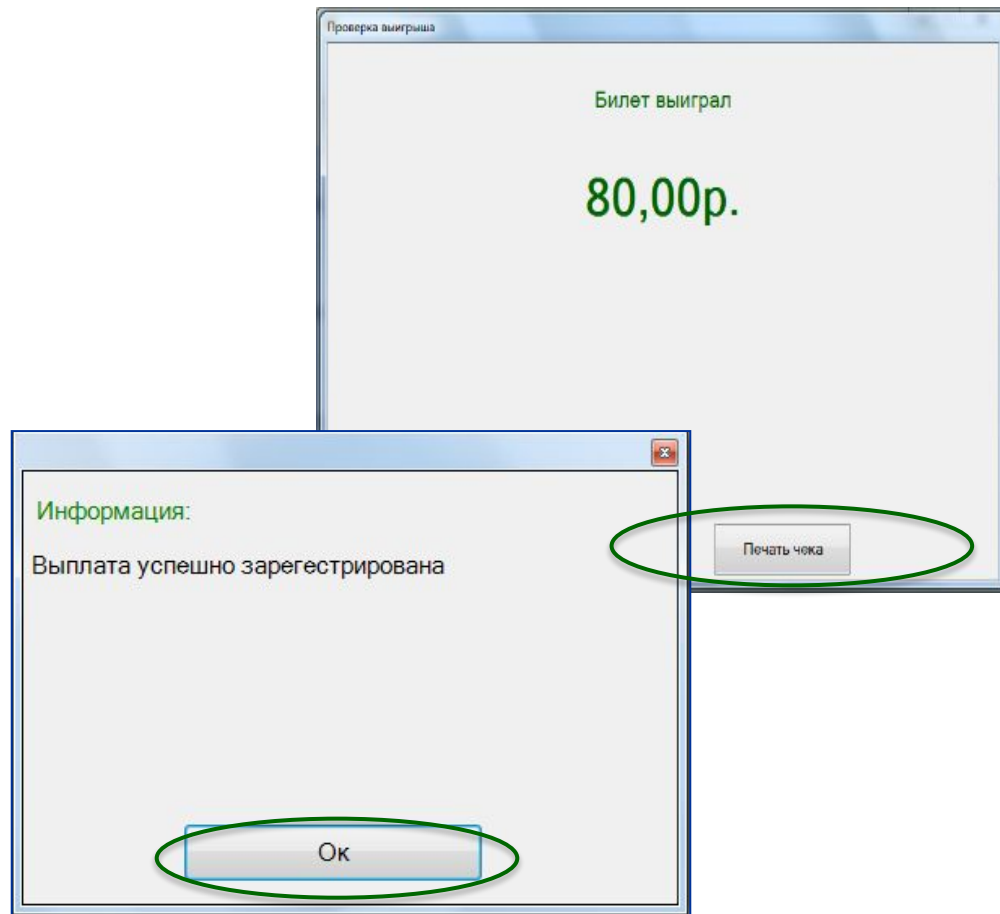 Проверка выигрыша
Билет выиграл
80,00р.
Печать чека
Информация:
Выплата успешно зарегестрирована
Ок